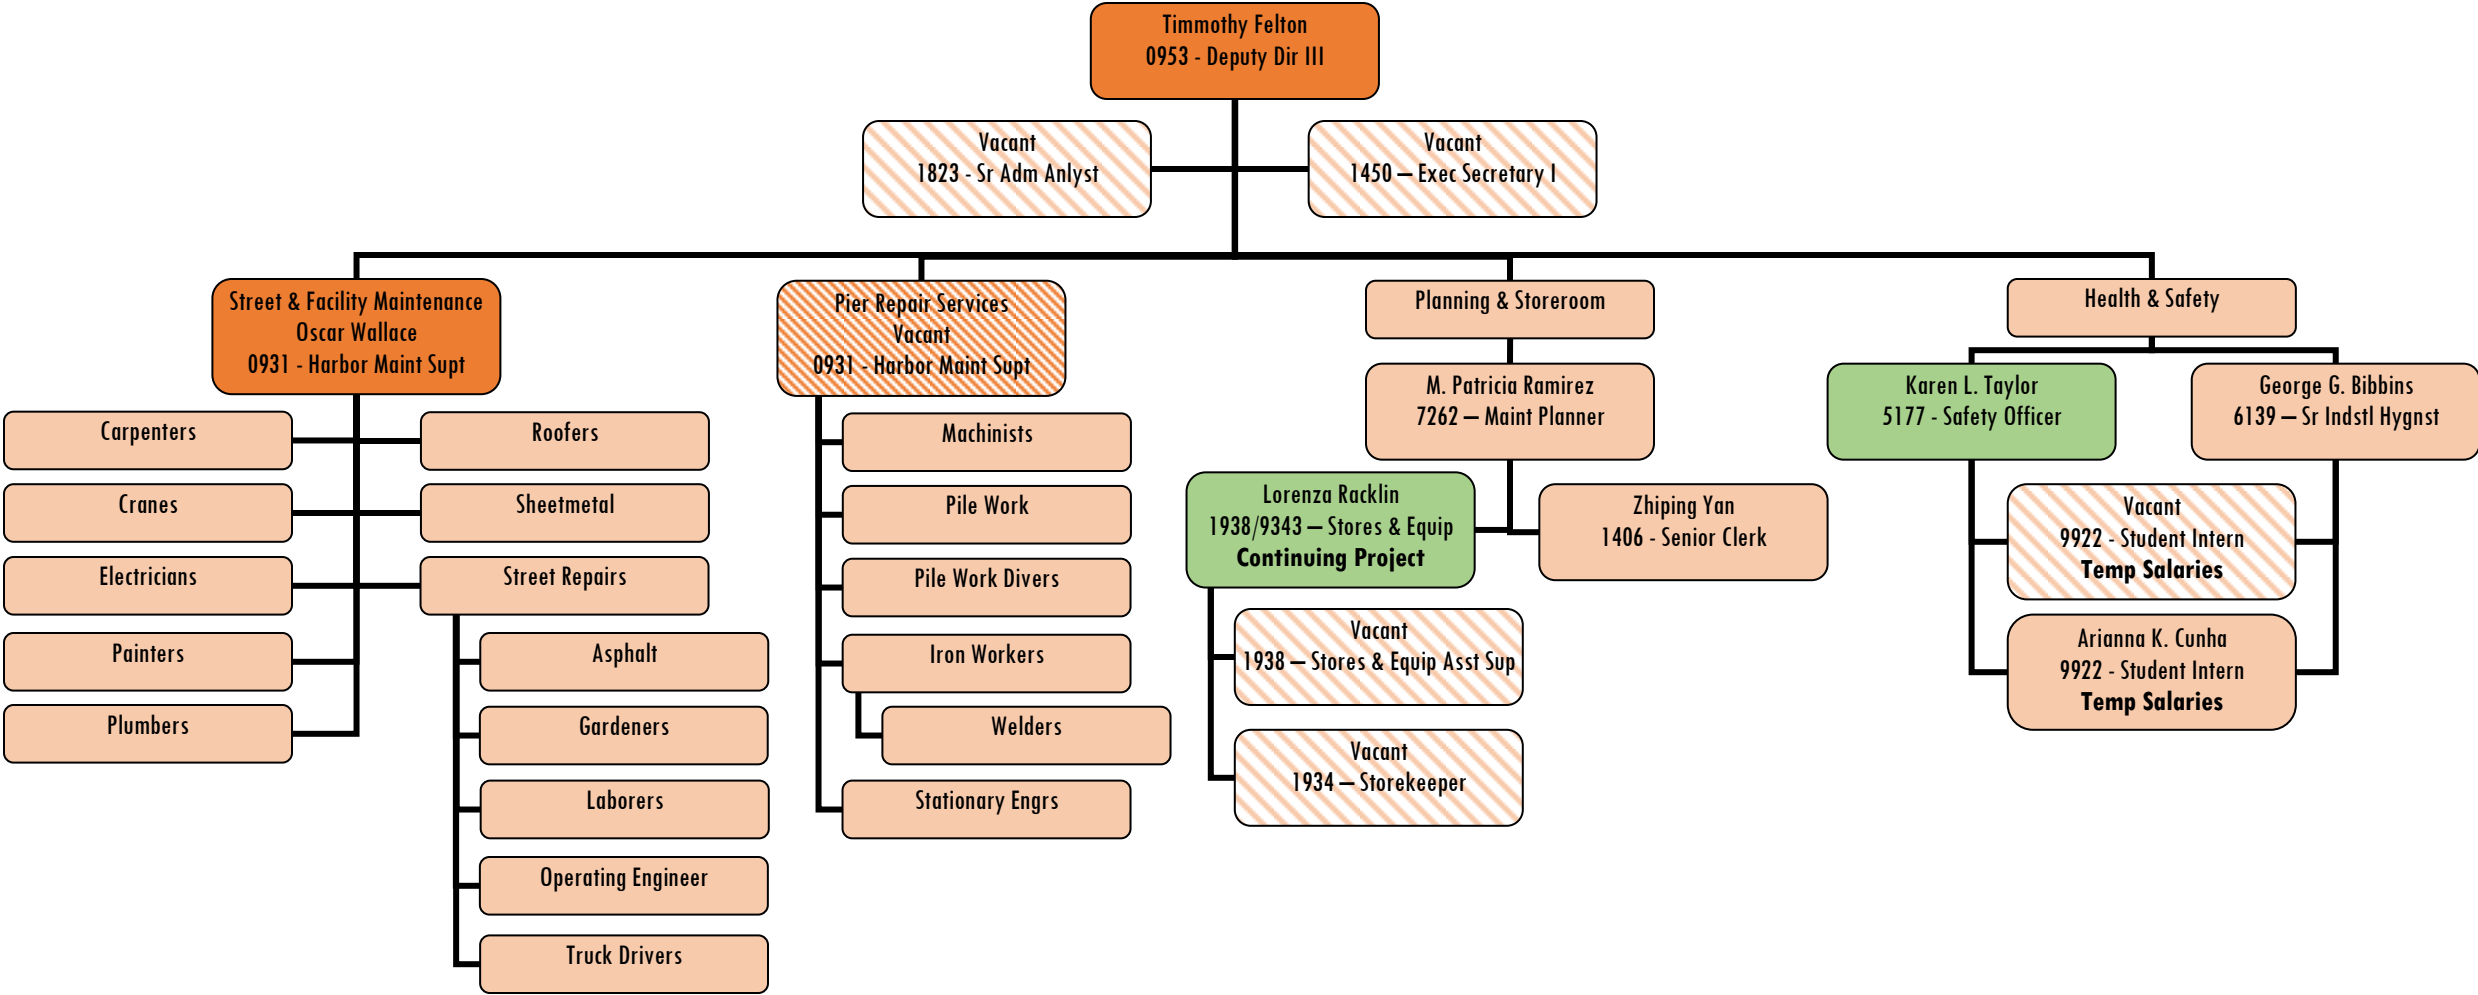 Timmothy Felton
0953 - Deputy Dir III
Vacant
1823 - Sr Adm Anlyst
Vacant
1450 – Exec Secretary I
Street & Facility Maintenance
Oscar Wallace
0931 - Harbor Maint Supt
Carpenters
Cranes
Electricians
Painters
Plumbers
Roofers
Sheetmetal
Street Repairs
Asphalt
Gardeners
Laborers
Operating Engineer
Truck Drivers
Pier Repair Services
Vacant
0931 - Harbor Maint Supt
Machinists
Pile Work
Pile Work Divers
Iron Workers
Welders
Stationary Engrs
Planning & Storeroom
M. Patricia Ramirez
7262 – Maint Planner
Lorenza Racklin
1938/9343 – Stores & Equip
Continuing Project
Zhiping Yan
1406 - Senior Clerk
Vacant
1938 – Stores & Equip Asst Sup
Vacant
1934 – Storekeeper
Health & Safety
Karen L. Taylor
5177 - Safety Officer
George G. Bibbins
6139 – Sr Indstl Hygnst
Vacant
9922 - Student Intern
Temp Salaries
Arianna K. Cunha
9922 - Student Intern
Temp Salaries